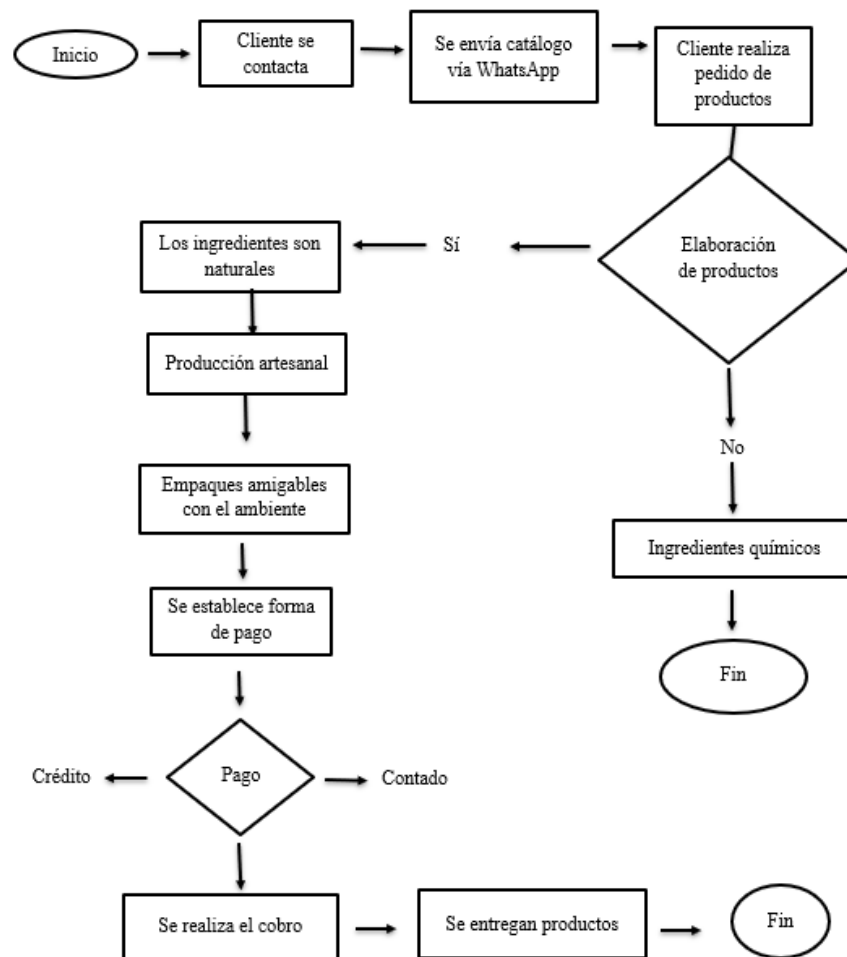 Inicio
Cliente se
contacta
Se envía catálogo
vía WhatsApp
Cliente realiza
pedido de
productos
Elaboración
de productos
Sí
Los ingredientes son
naturales
Producción artesanal
Empaques amigables
con el ambiente
Se establece forma
de pago
No
Ingredientes químicos
Fin
Pago
Crédito
Contado
Se realiza el cobro
Se entregan productos
Fin